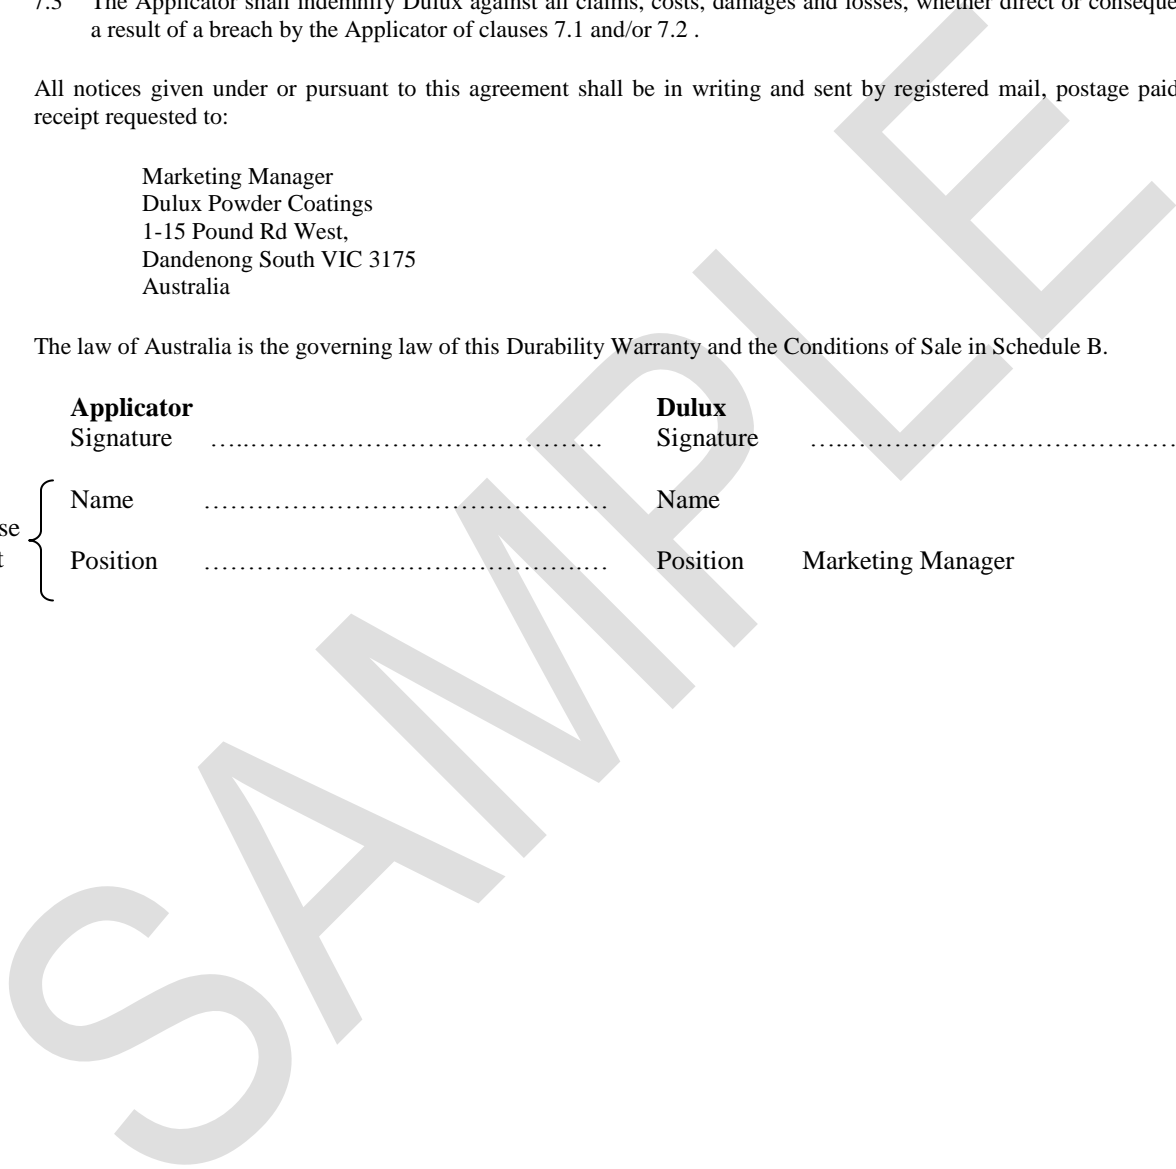 7.3 The Applicator shall indemnify Dulux against all claims, costs, damages and losses, whether direct or conseque
a result of a breach by the Applicator of clauses 7.1 and/or 7.2 .
All notices given under or pursuant to this agreement shall be in writing and sent by registered mail, postage paid
receipt requested to:
Marketing Manager
Dulux Powder Coatings
1-15 Pound Rd West,
Dandenong South VIC 3175
Australia
The law of Australia is the governing law of this Durability Warranty and the Conditions of Sale in Schedule B.
Applicator Dulux
Signature …..…………………………………. Signature …..………………………………
Name ………………………………….…… Name
se
t
Position …………………………………….… Position Marketing Manager
SAMPLE